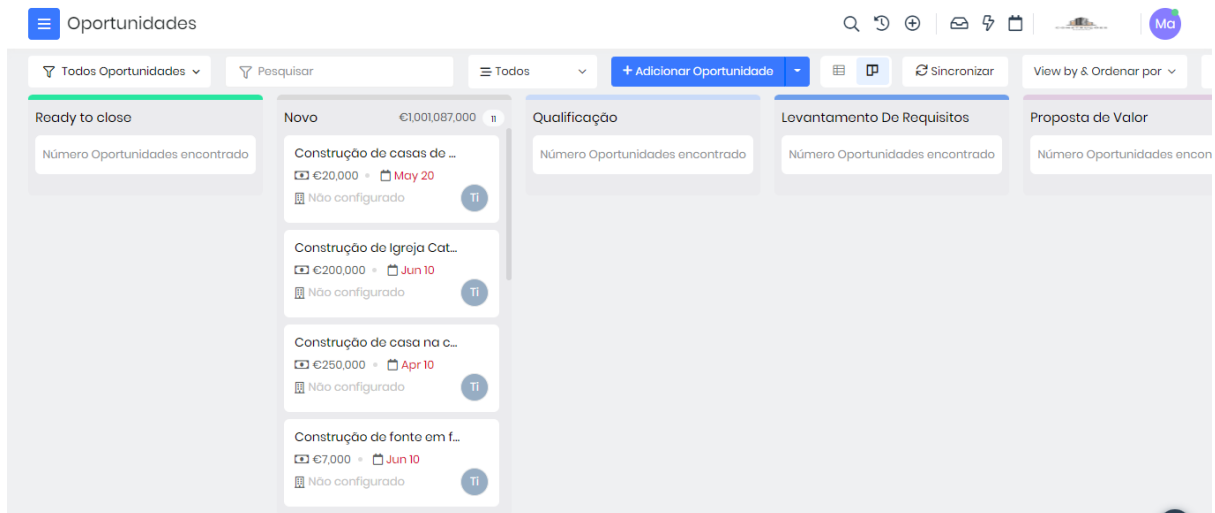 Oportunidades
Ma
Todos Oportunidades
Pesquisar
Todos
+ Adicionar Oportunidade
Sincronizar
View by & Ordenar por
Ready to close
Número Oportunidades encontrado
Novo €1,001,087,000 11
Construção de casas de ...
€20,000 May 20
Não configurado
Ti
Construção de Igreja Cat...
€200,000 Jun 10
Não configurado
Ti
Construção de casa na c...
€250,000 Apr 10
Não configurado
Ti
Construção de fonte em f...
€7,000 Jun 10
Não configurado
Ti
Qualificação
Número Oportunidades encontrado
Levantamento De Requisitos
Número Oportunidades encontrado
Proposta de Valor
Número Oportunidades encon